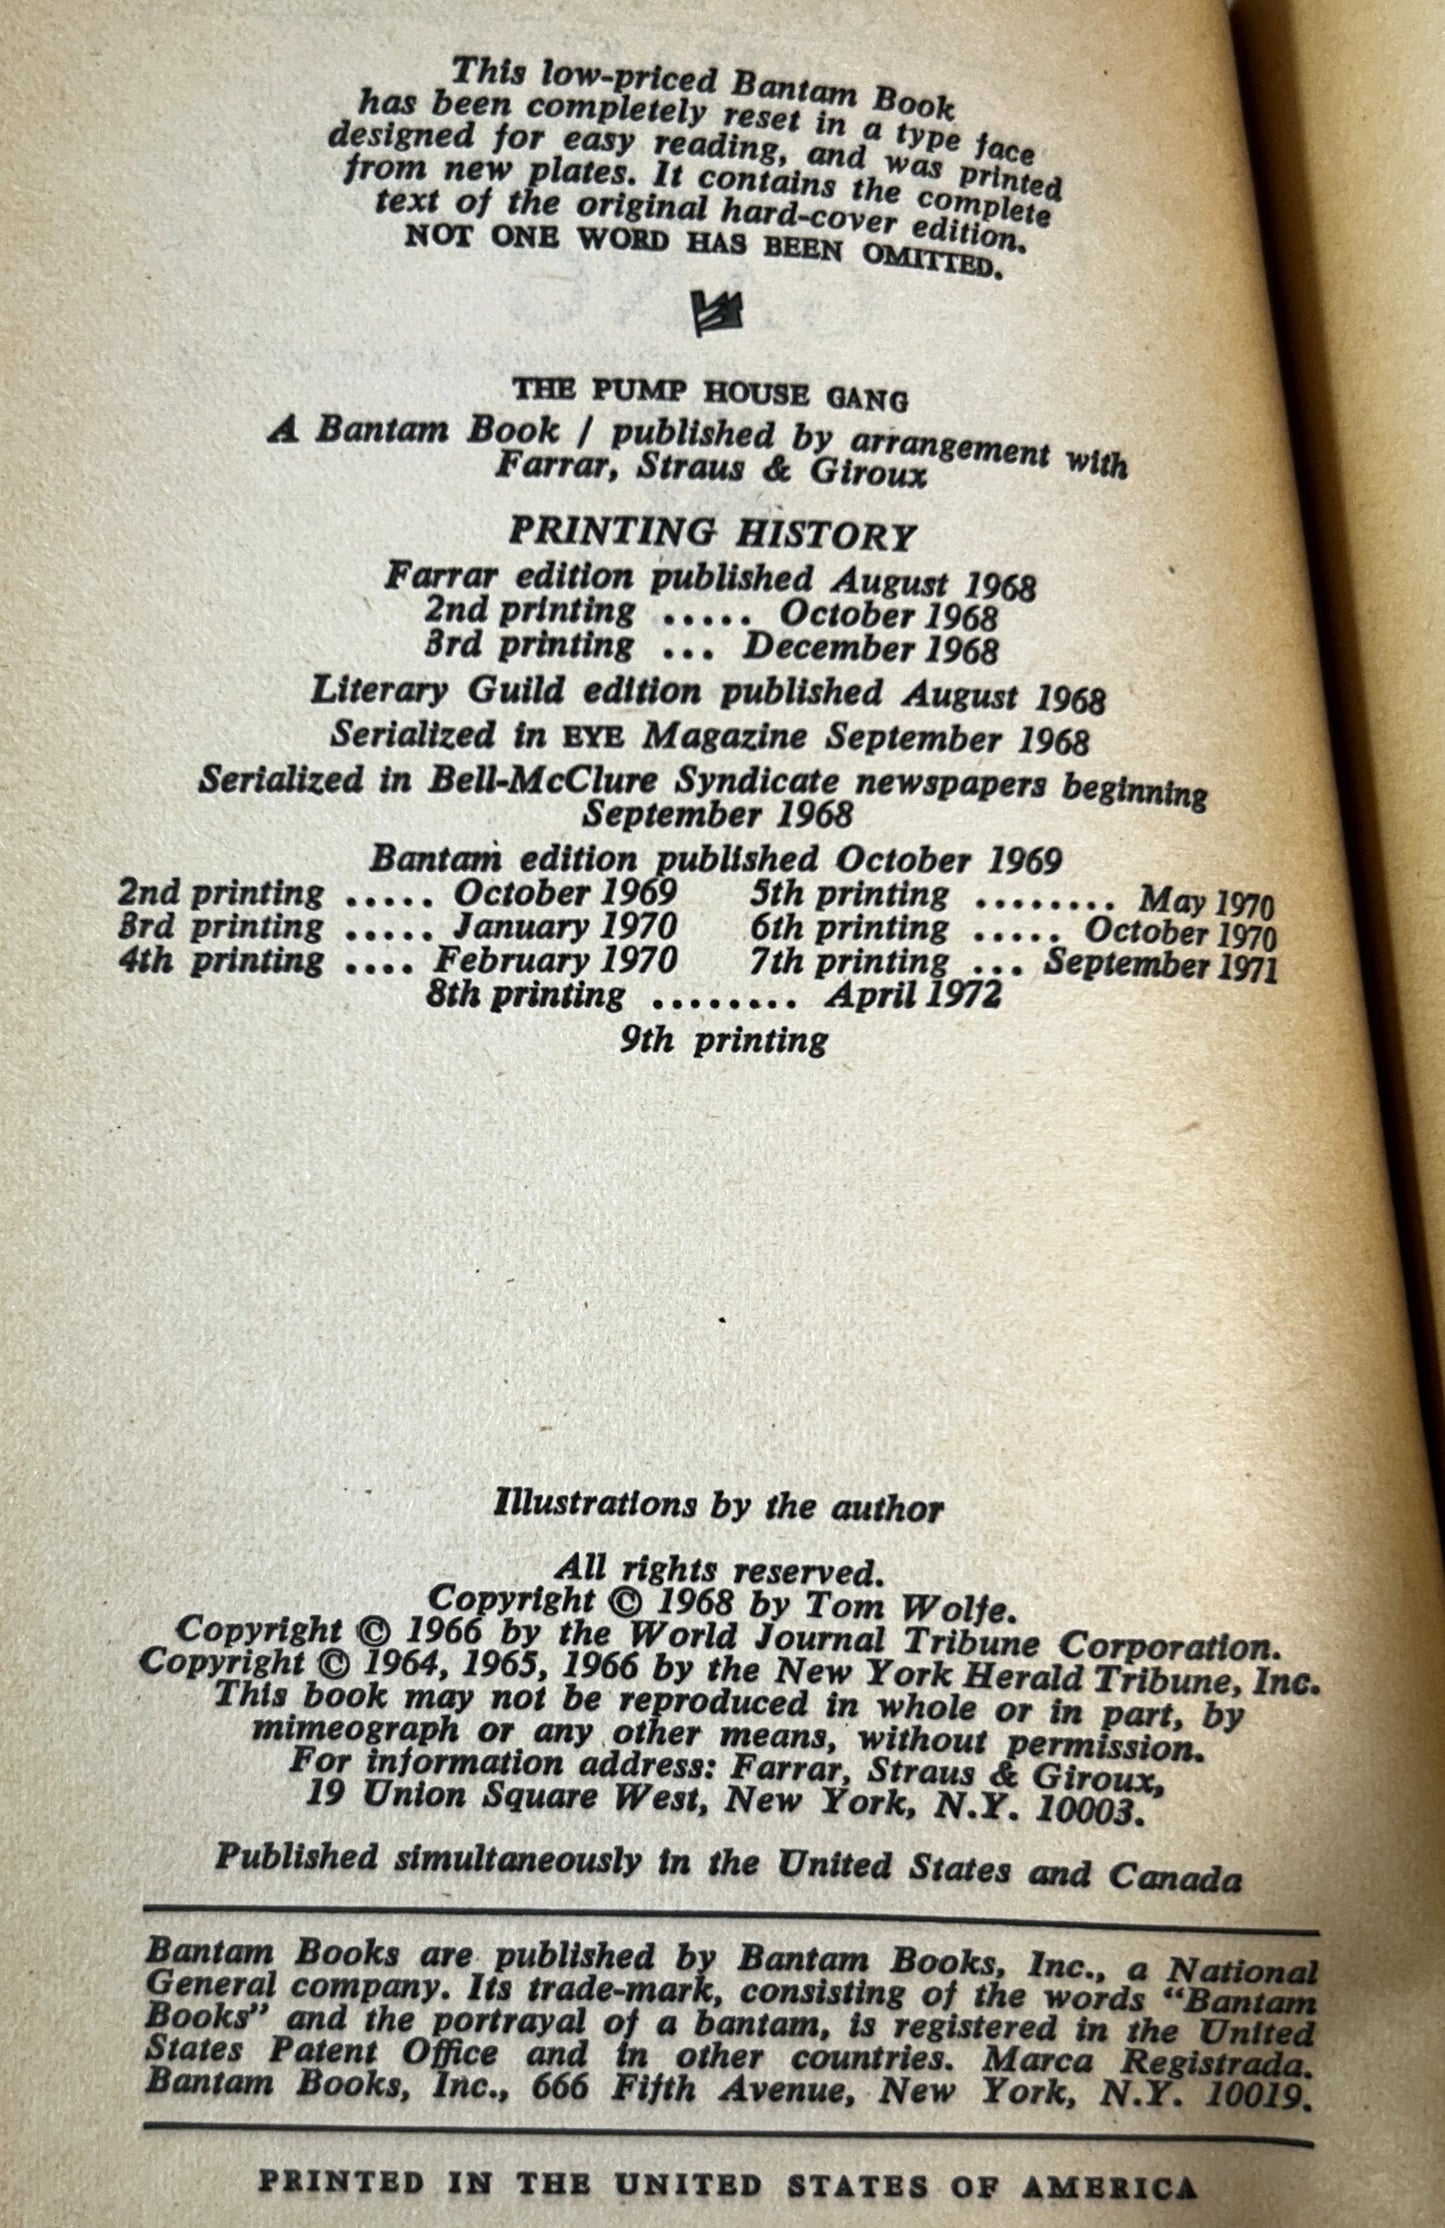 This low-priced Bantam Book
has been completely reset in a type face
designed for easy reading, and was printed
from new plates. It contains the complete
text of the original hard-cover edition.
NOT ONE WORD HAS BEEN OMITTED.
THE PUMP HOUSE GANG
A Bantam Book / published by arrangement with
Farrar, Straus & Giroux
PRINTING HISTORY
Farrar edition published August 1968
2nd printing ..... October 1968
3rd printing ... December 1968
Literary Guild edition published August 1968
Serialized in EYE Magazine September 1968
Serialized in Bell-McClure Syndicate newspapers beginning
September 1968
Bantam edition published October 1969
2nd printing ..... October 1969 5th printing ........ May 1970
3rd printing ..... January 1970 6th printing ..... October 1970
4th printing .... February 1970 7th printing ... September 1971
8th printing ........ April 1972
9th printing
Illustrations by the author
All rights reserved.
Copyright © 1968 by Tom Wolfe.
Copyright © 1966 by the World Journal Tribune Corporation.
Copyright © 1964, 1965, 1966 by the New York Herald Tribune, Inc.
This book may not be reproduced in whole or in part, by
mimeograph or any other means, without permission.
For information address: Farrar, Straus & Giroux,
19 Union Square West, New York, N.Y. 10003.
Published simultaneously in the United States and Canada
Bantam Books are published by Bantam Books, Inc., a National
General company. Its trade-mark, consisting of the words “Bantam
Books” and the portrayal of a bantam, is registered in the United
States Patent Office and in other countries. Marca Registrada.
Bantam Books, Inc., 666 Fifth Avenue, New York, N.Y. 10019.
PRINTED IN THE UNITED STATES OF AMERICA